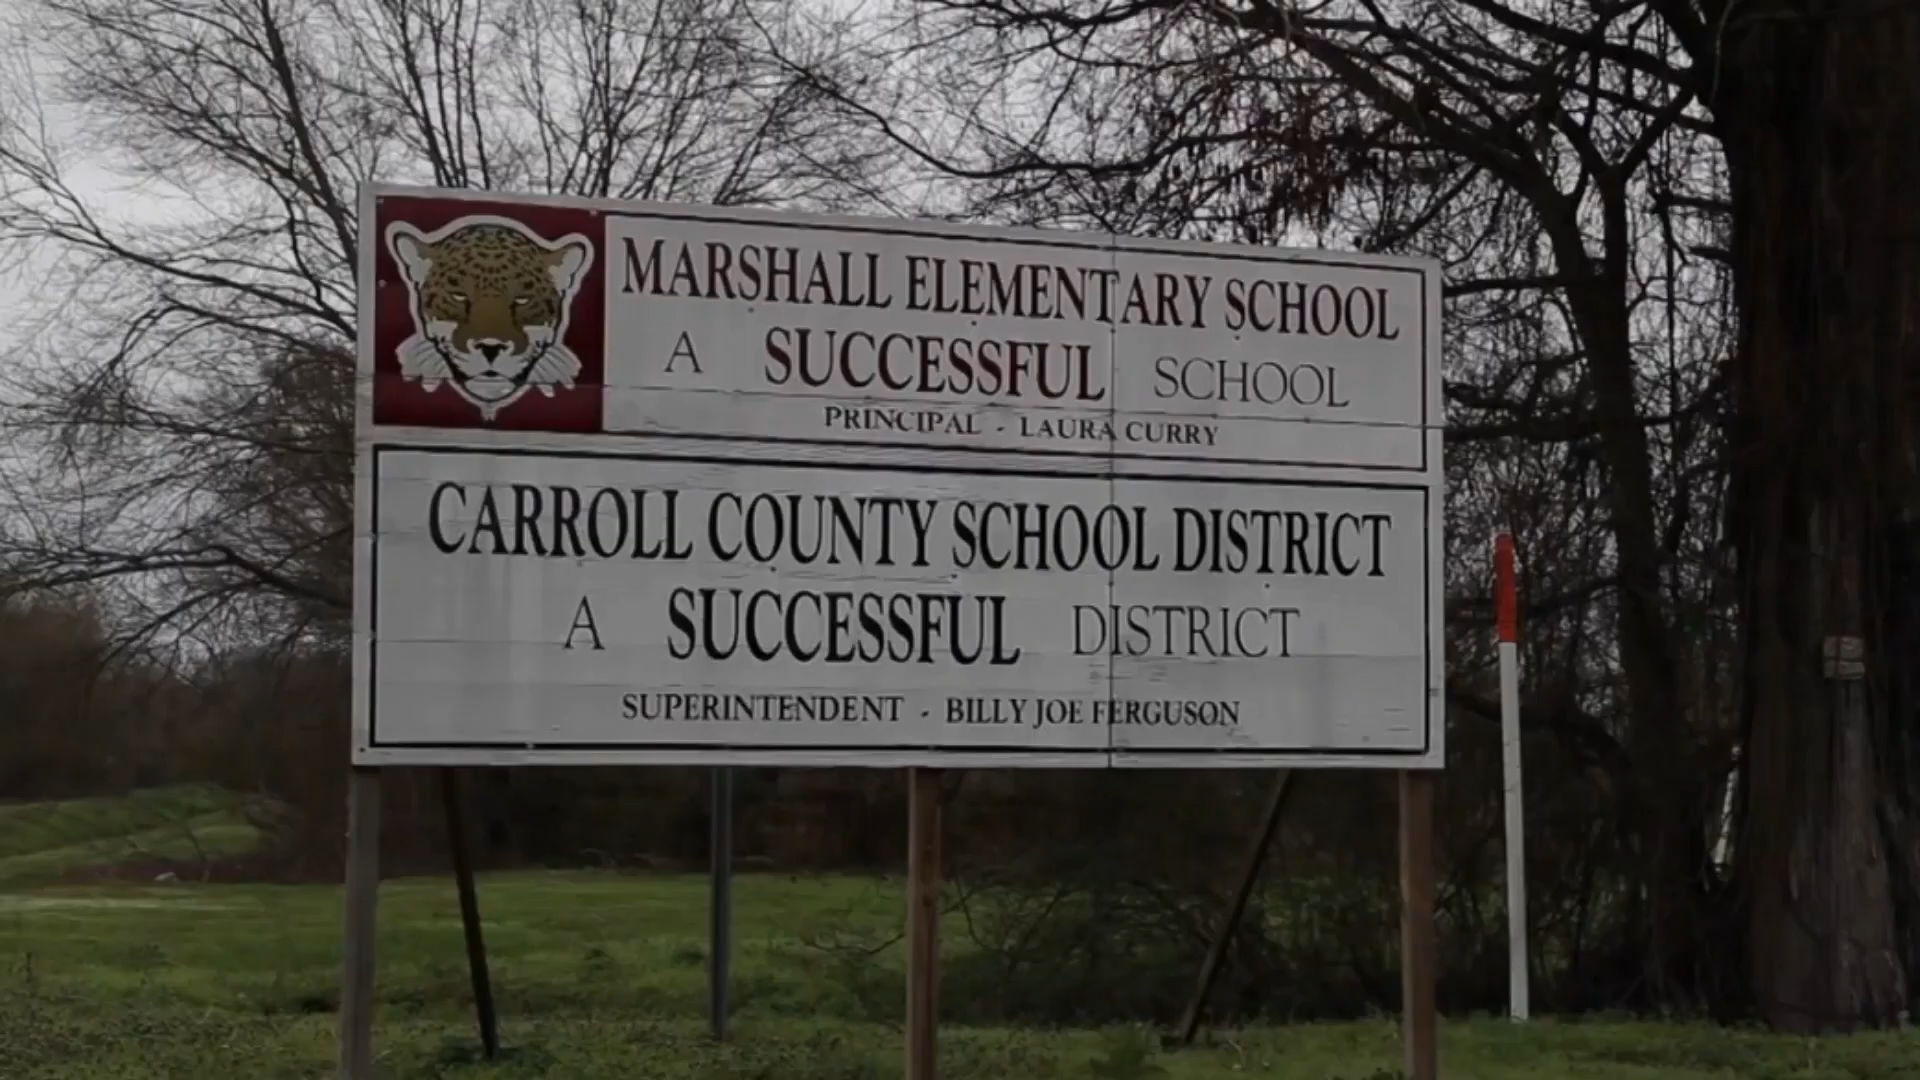 MARSHALL ELEMENTARY SCHOOL
A SUCCESSFUL SCHOOL
PRINCIPAL - LAURA CURRY
CARROLL COUNTY SCHOOL DISTRICT
A SUCCESSFUL DISTRICT
SUPERINTENDENT - BILLY JOE FERGUSON